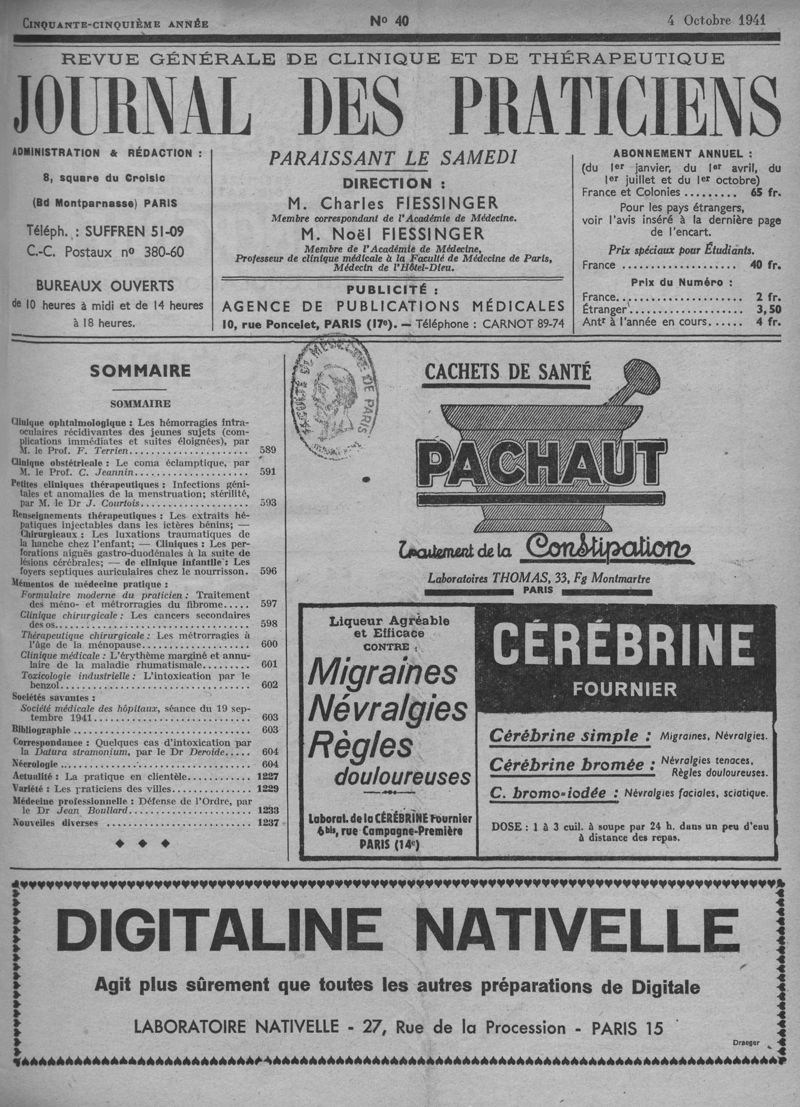 CINQUANTE-CINQUIÈME ANNÉE
No 40
4 Octobre 1941
REVUE GÉNÉRALE DE CLINIQUE ET DE THÉRAPEUTIQUE
JOURNAL DES PRATICIENS
ADMINISTRATION & RÉDACTION :
8, square du Croisic
(Bd Montparnasse) PARIS
Téléph. : SUFFREN 51-09
C.-C. Postaux no 380-60
BUREAUX OUVERTS
de 10 heures à midi et de 14 heures
à 18 heures.
PARAISSANT LE SAMEDI
DIRECTION :
M. Charles FIESSINGER
Membre correspondant de l'Académie de Médecine.
M. Noël FIESSINGER
Membre de l'Académie de Médecine,
Professeur de clinique médicale à la Faculté de Médecine de Paris,
Médecin de l'Hôtel-Dieu.
PUBLICITÉ :
AGENCE DE PUBLICATIONS MÉDICALES
10, rue Poncelet, PARIS (17e). — Téléphone : CARNOT 89-74
ABONNEMENT ANNUEL :
(du 1er janvier, du 1er avril, du
1er juillet et du 1er octobre)
France et Colonies ......... 65 fr.
Pour les pays étrangers,
voir l'avis inséré à la dernière page
de l'encart.
Prix spéciaux pour Étudiants.
France .................. 40 fr.
Prix du Numéro :
France...................... 2 fr.
Étranger.................... 3,50
Antr à l'année en cours...... 4 fr.
SOMMAIRE
SOMMAIRE
Clinique ophtalmologique : Les hémorragies intra-
oculaires récidivantes des jeunes sujets (com-
plications immédiates et suites éloignées), par
M. le Prof. F. Terrien...................... 589
Clinique obstétricale : Le coma éclamptique, par
M. le Prof. C. Jeannin..................... 591
Petites cliniques thérapeutiques : Infections géni-
tales et anomalies de la menstruation; stérilité,
par M. le Dr J. Courtois.................... 593
Renseignements thérapeutiques : Les extraits hé-
patiques injectables dans les ictères bénins; —
Chirurgieaux : Les luxations traumatiques de
la hanche chez l'enfant; — Cliniques : Les per-
forations aiguës gastro-duodénales à la suite de
lésions cérébrales; — de clinique infantile : Les
foyers septiques auriculaires chez le nourrisson. 596
Mémentos de médecine pratique :
Formulaire moderne du praticien : Traitement
des méno- et métrorragies du fibrome..... 597
Clinique chirurgicale : Les cancers secondaires
des os..................................... 598
Thérapeutique chirurgicale : Les métrorragies à
l'âge de la ménopause..................... 600
Clinique médicale : L'érythème marginé et annu-
laire de la maladie rhumatismale......... 601
Toxicologie industrielle : L'intoxication par le
benzol..................................... 602
Sociétés savantes :
Société médicale des hôpitaux, séance du 19 sep-
tembre 1941............................. 603
Bibliographie ................................ 603
Correspondance : Quelques cas d'intoxication par
la Datura stramonium, par le Dr Deroide.. 604
Nécrologie .................................. 604
Actualité : La pratique en clientèle............ 1227
Variété : Les praticiens des villes............... 1229
Médecine professionnelle : Défense de l'Ordre, par
le Dr Jean Boullard....................... 1233
Nouvelles diverses .......................... 1237
FACULTÉ DE MÉDECINE DE PARIS
CACHETS DE SANTÉ
PACHAUT
Traitement de la Constipation
Laboratoires THOMAS, 33, Fg Montmartre
PARIS
Liqueur Agréable
et Efficace
CONTRE :
Migraines
Névralgies
Règles
douloureuses
Laborat. de la CÉRÉBRINE Fournier
6bis, rue Campagne-Première
PARIS (14e)
CÉRÉBRINE
FOURNIER
Cérébrine simple : Migraines, Névralgies.
Cérébrine bromée : Névralgies tenaces,
Règles douloureuses.
C. bromo-iodée : Névralgies faciales, sciatique.
DOSE : 1 à 3 cuil. à soupe par 24 h. dans un peu d'eau
à distance des repas.
DIGITALINE NATIVELLE
Agit plus sûrement que toutes les autres préparations de Digitale
LABORATOIRE NATIVELLE - 27, Rue de la Procession - PARIS 15
Draeger